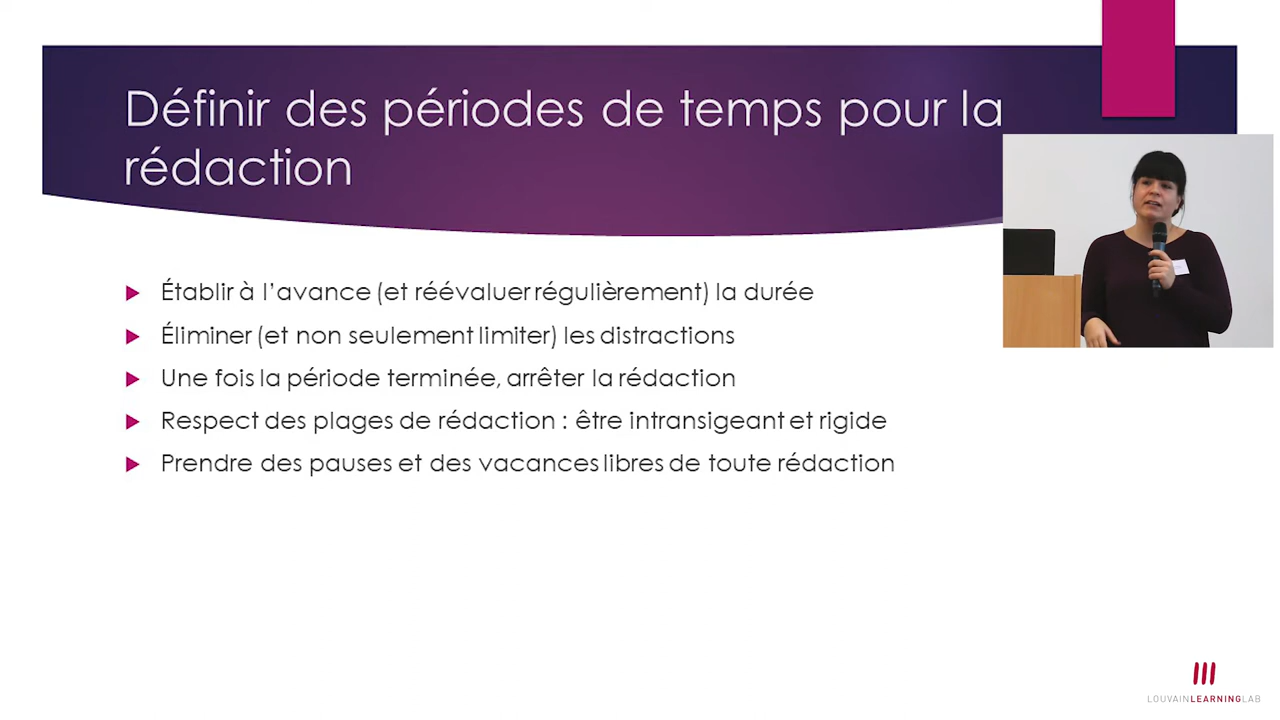 Définir des périodes de temps pour la
rédaction
Établir à l’avance (et réévaluer régulièrement) la durée
Éliminer (et non seulement limiter) les distractions
Une fois la période terminée, arrêter la rédaction
Respect des plages de rédaction : être intransigeant et rigide
Prendre des pauses et des vacances libres de toute rédaction
LOUVAINLEARNINGLAB